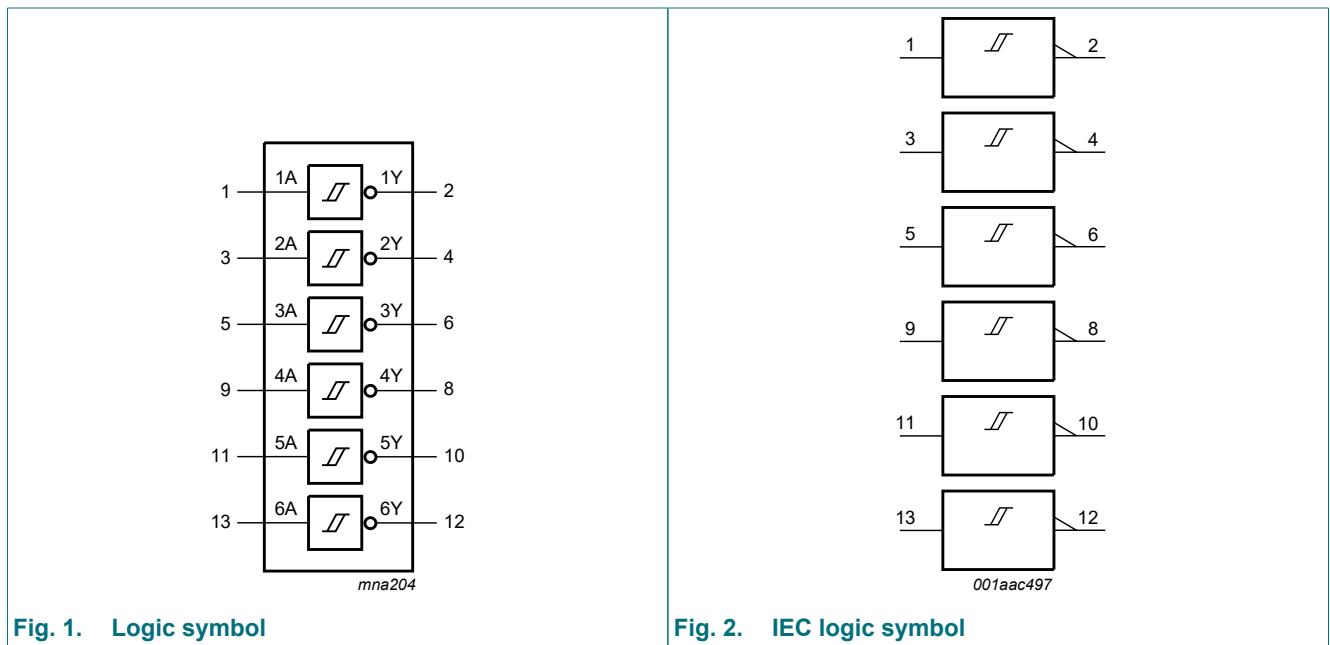 1 1A 1Y 2
3 2A 2Y 4
5 3A 3Y 6
9 4A 4Y 8
11 5A 5Y 10
13 6A 6Y 12
mna204
Fig. 1. Logic symbol
1 2
3 4
5 6
9 8
11 10
13 12
001aac497
Fig. 2. IEC logic symbol